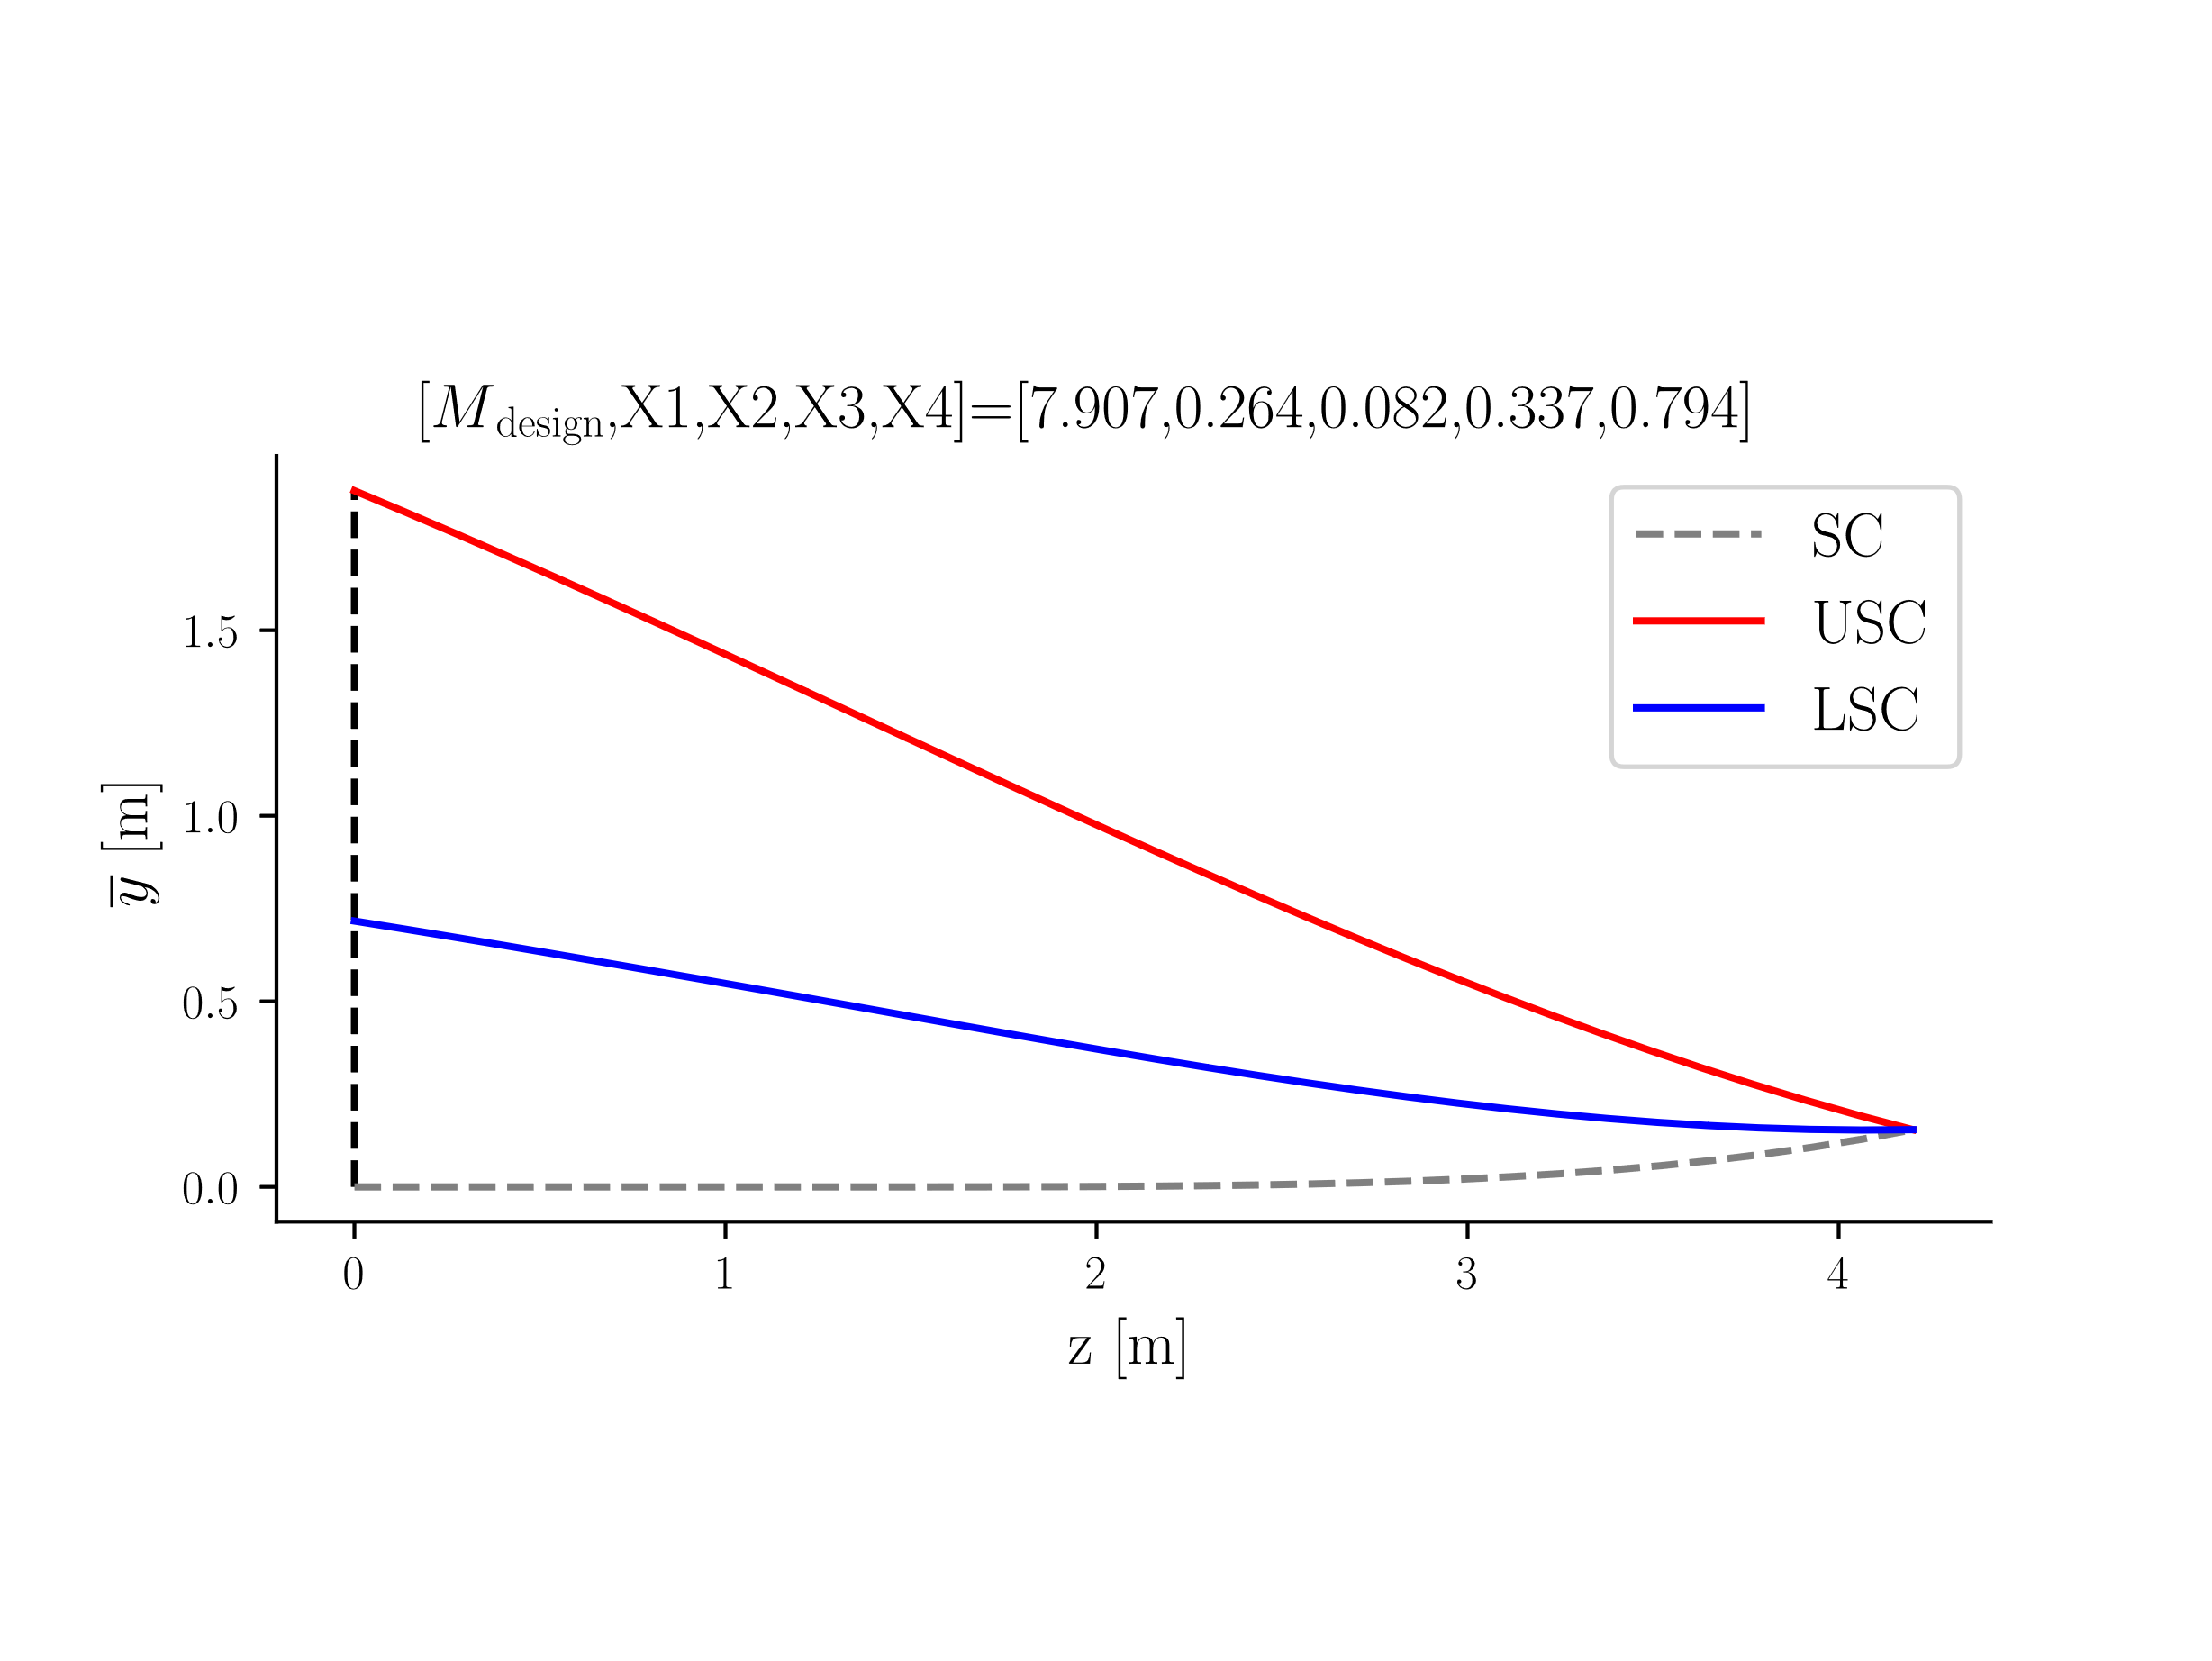 [M_design,X1,X2,X3,X4]=[7.907,0.264,0.082,0.337,0.794]
SC
USC
LSC
1.5
1.0
0.5
0.0
y̅ [m]
0 1 2 3 4
z [m]